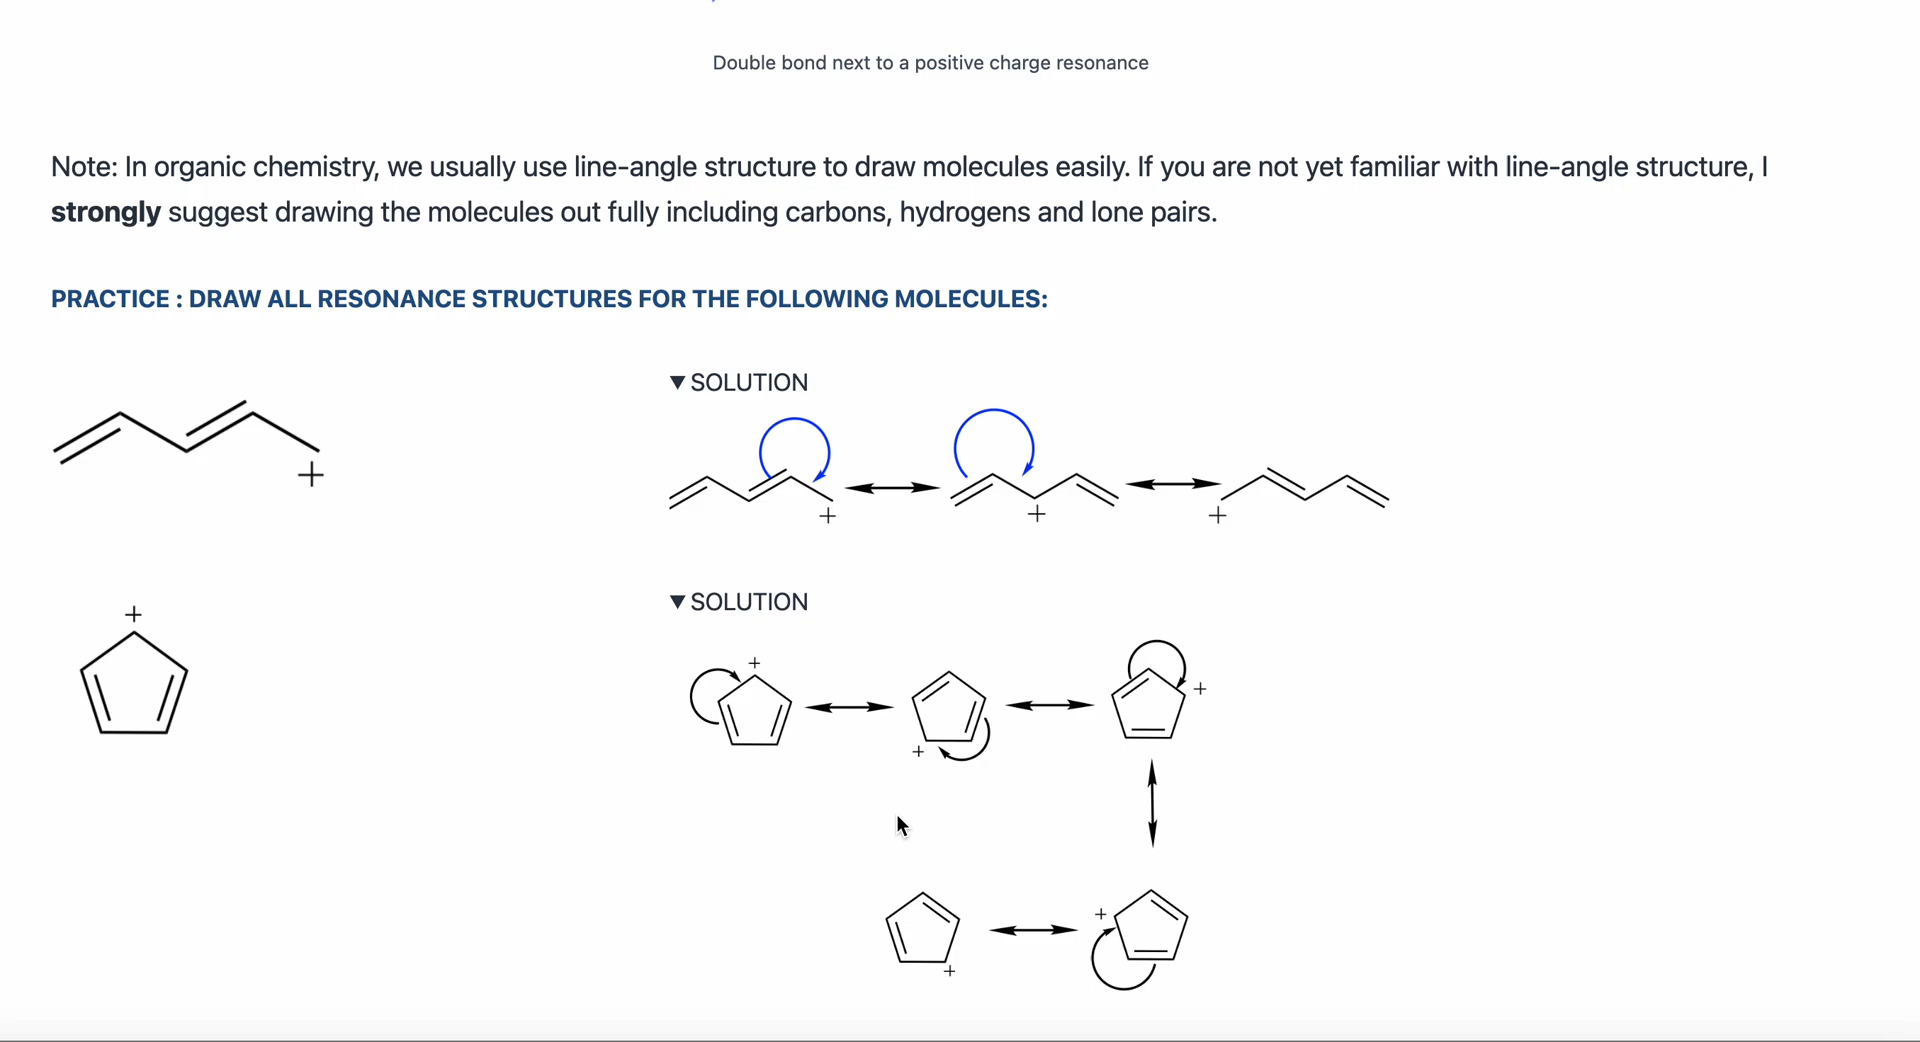 Double bond next to a positive charge resonance
Note: In organic chemistry, we usually use line-angle structure to draw molecules easily. If you are not yet familiar with line-angle structure, I
strongly suggest drawing the molecules out fully including carbons, hydrogens and lone pairs.
PRACTICE : DRAW ALL RESONANCE STRUCTURES FOR THE FOLLOWING MOLECULES:
▼ SOLUTION
+
+
+
+
▼ SOLUTION
+
+
+
+
+
+